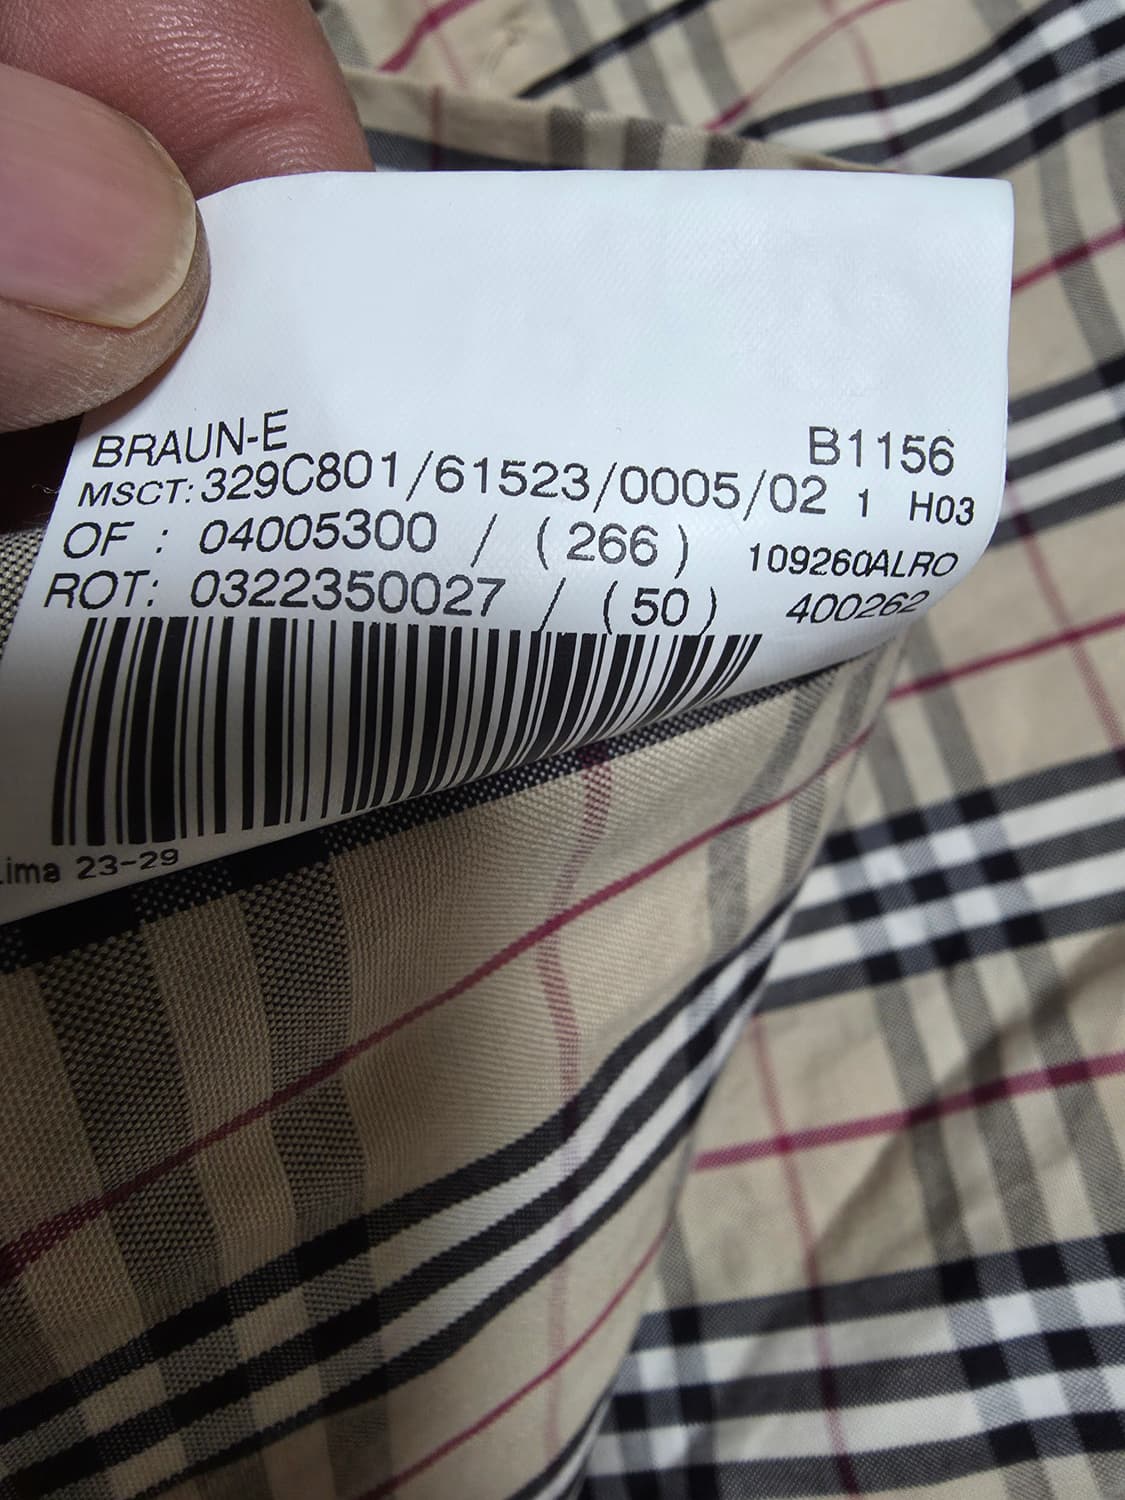 BRAUN-E B1156
MSCT: 329C801/61523/0005/02 1 H03
OF : 04005300 / ( 266 ) 109260ALRO
ROT: 0322350027 / ( 50 ) 400262
Lima 23-29